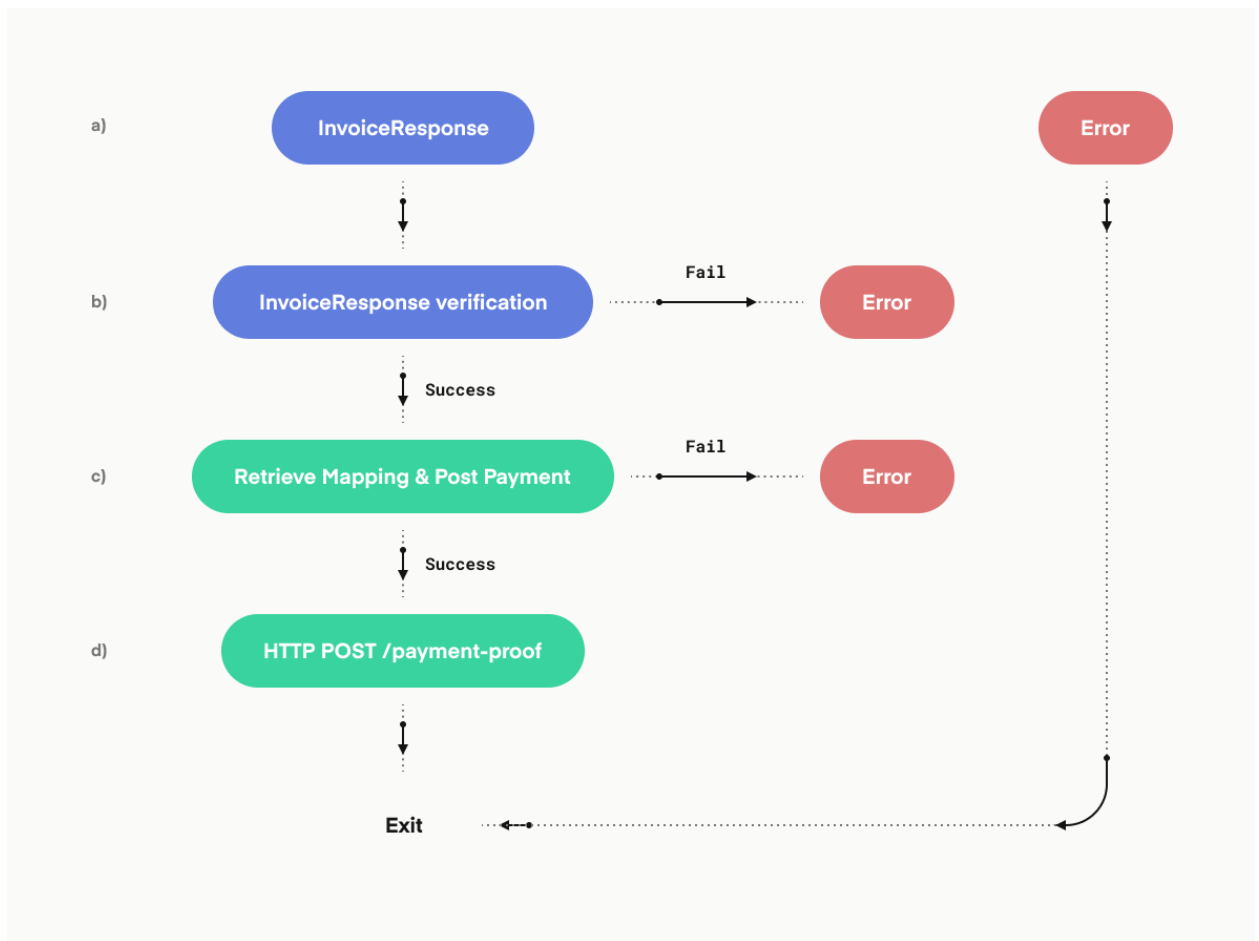 a)
InvoiceResponse
Error
b)
InvoiceResponse verification
Fail
Error
Success
c)
Retrieve Mapping & Post Payment
Fail
Error
Success
d)
HTTP POST /payment-proof
Exit